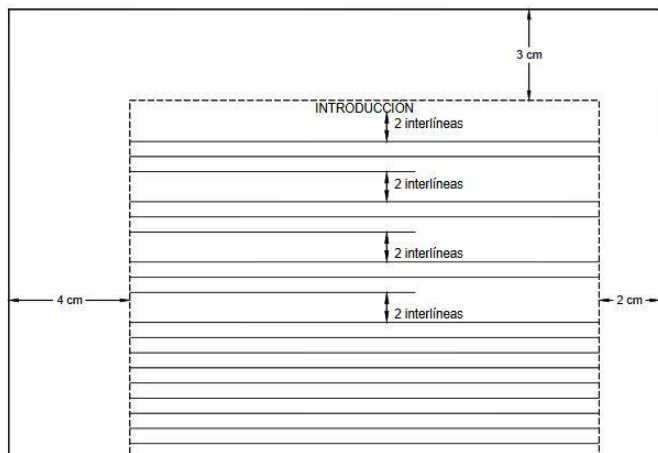 3 cm
INTRODUCCION
2 interlíneas
2 interlíneas
2 interlíneas
4 cm
2 cm
2 interlíneas